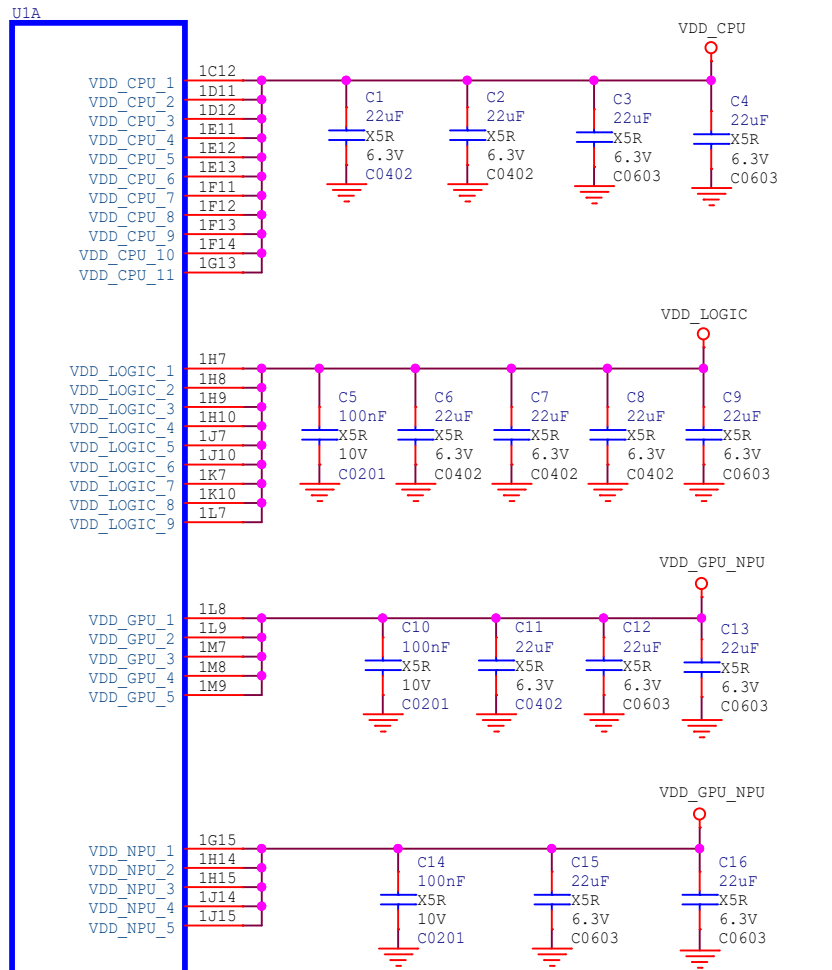 U1A
VDD_CPU
VDD_CPU_1 1C12
VDD_CPU_2 1D11
VDD_CPU_3 1D12
VDD_CPU_4 1E11
VDD_CPU_5 1E12
VDD_CPU_6 1E13
VDD_CPU_7 1F11
VDD_CPU_8 1F12
VDD_CPU_9 1F13
VDD_CPU_10 1F14
VDD_CPU_11 1G13
C1
22uF
X5R
6.3V
C0402
C2
22uF
X5R
6.3V
C0402
C3
22uF
X5R
6.3V
C0603
C4
22uF
X5R
6.3V
C0603
VDD_LOGIC
VDD_LOGIC_1 1H7
VDD_LOGIC_2 1H8
VDD_LOGIC_3 1H9
VDD_LOGIC_4 1H10
VDD_LOGIC_5 1J7
VDD_LOGIC_6 1J10
VDD_LOGIC_7 1K7
VDD_LOGIC_8 1K10
VDD_LOGIC_9 1L7
C5
100nF
X5R
10V
C0201
C6
22uF
X5R
6.3V
C0402
C7
22uF
X5R
6.3V
C0402
C8
22uF
X5R
6.3V
C0402
C9
22uF
X5R
6.3V
C0603
VDD_GPU_NPU
VDD_GPU_1 1L8
VDD_GPU_2 1L9
VDD_GPU_3 1M7
VDD_GPU_4 1M8
VDD_GPU_5 1M9
C10
100nF
X5R
10V
C0201
C11
22uF
X5R
6.3V
C0402
C12
22uF
X5R
6.3V
C0603
C13
22uF
X5R
6.3V
C0603
VDD_GPU_NPU
VDD_NPU_1 1G15
VDD_NPU_2 1H14
VDD_NPU_3 1H15
VDD_NPU_4 1J14
VDD_NPU_5 1J15
C14
100nF
X5R
10V
C0201
C15
22uF
X5R
6.3V
C0603
C16
22uF
X5R
6.3V
C0603